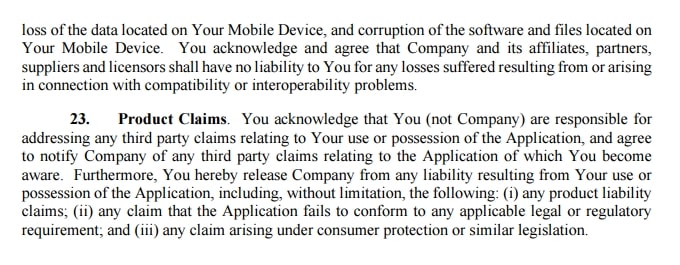 loss of the data located on Your Mobile Device, and corruption of the software and files located on
Your Mobile Device. You acknowledge and agree that Company and its affiliates, partners,
suppliers and licensors shall have no liability to You for any losses suffered resulting from or arising
in connection with compatibility or interoperability problems.
23. Product Claims. You acknowledge that You (not Company) are responsible for
addressing any third party claims relating to Your use or possession of the Application, and agree
to notify Company of any third party claims relating to the Application of which You become
aware. Furthermore, You hereby release Company from any liability resulting from Your use or
possession of the Application, including, without limitation, the following: (i) any product liability
claims; (ii) any claim that the Application fails to conform to any applicable legal or regulatory
requirement; and (iii) any claim arising under consumer protection or similar legislation.